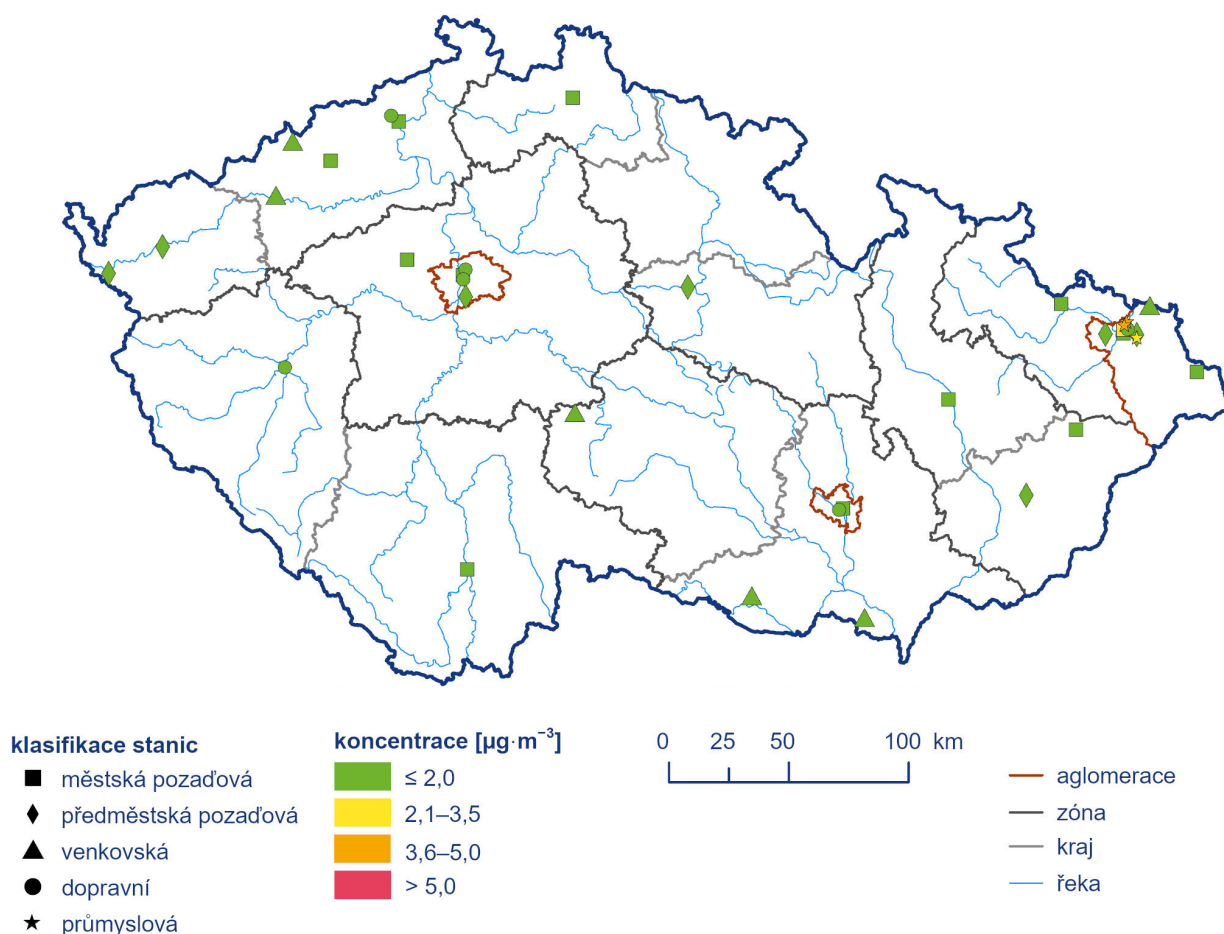 klasifikace stanic
městská pozaďová
předměstská pozaďová
venkovská
dopravní
průmyslová
koncentrace [µg·m⁻³]
≤ 2,0
2,1–3,5
3,6–5,0
> 5,0
0 25 50 100 km
aglomerace
zóna
kraj
řeka